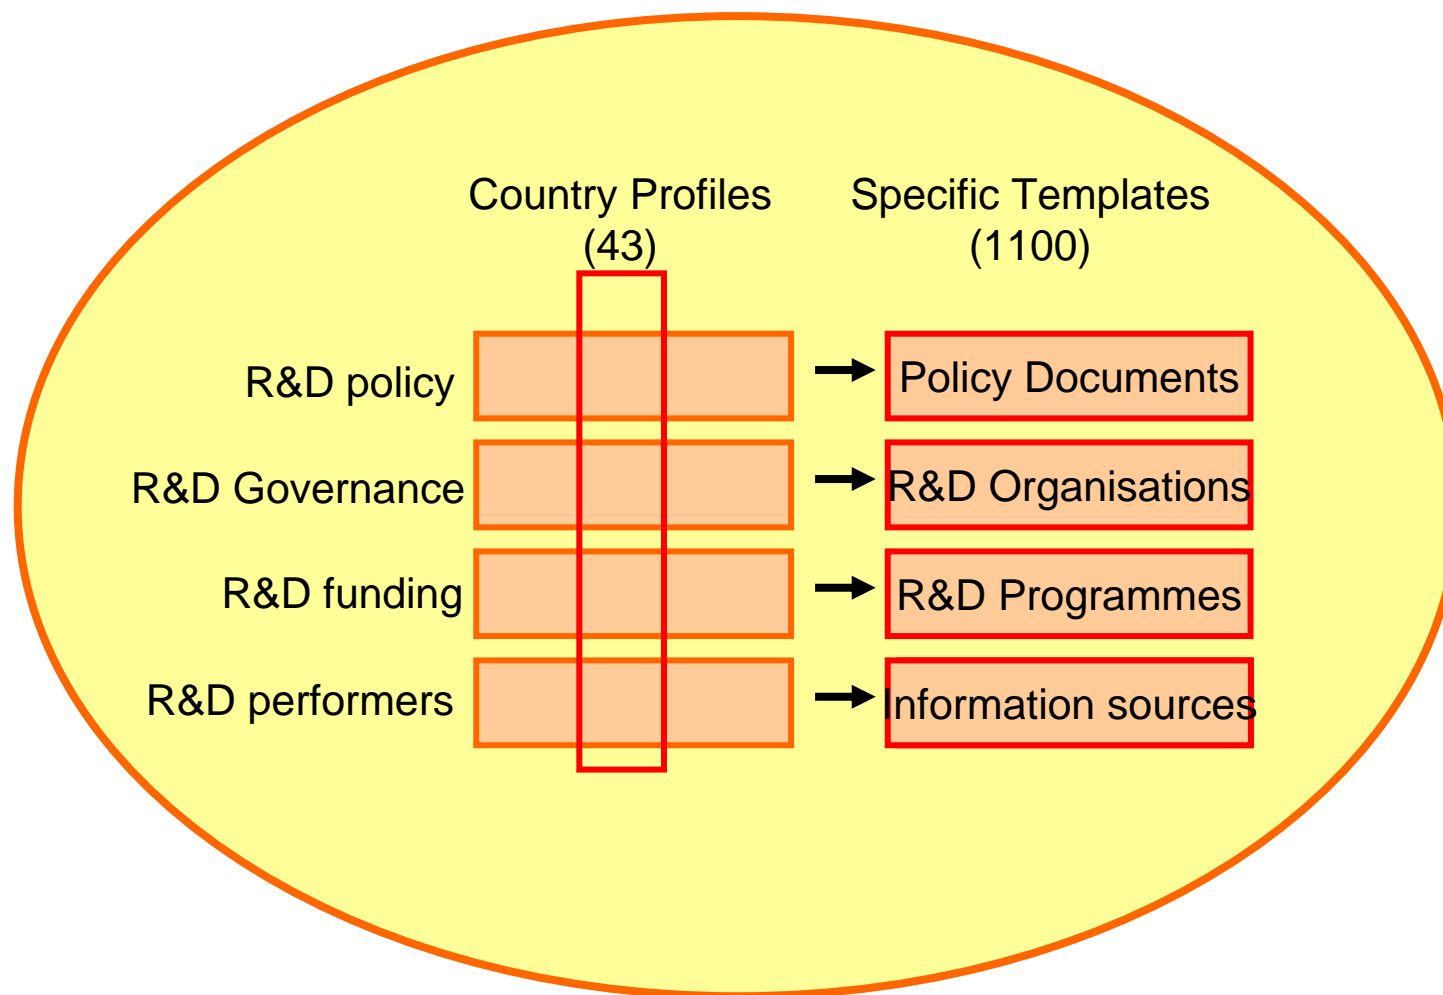 Country Profiles
(43)
Specific Templates
(1100)
R&D policy
Policy Documents
R&D Governance
R&D Organisations
R&D funding
R&D Programmes
R&D performers
Information sources